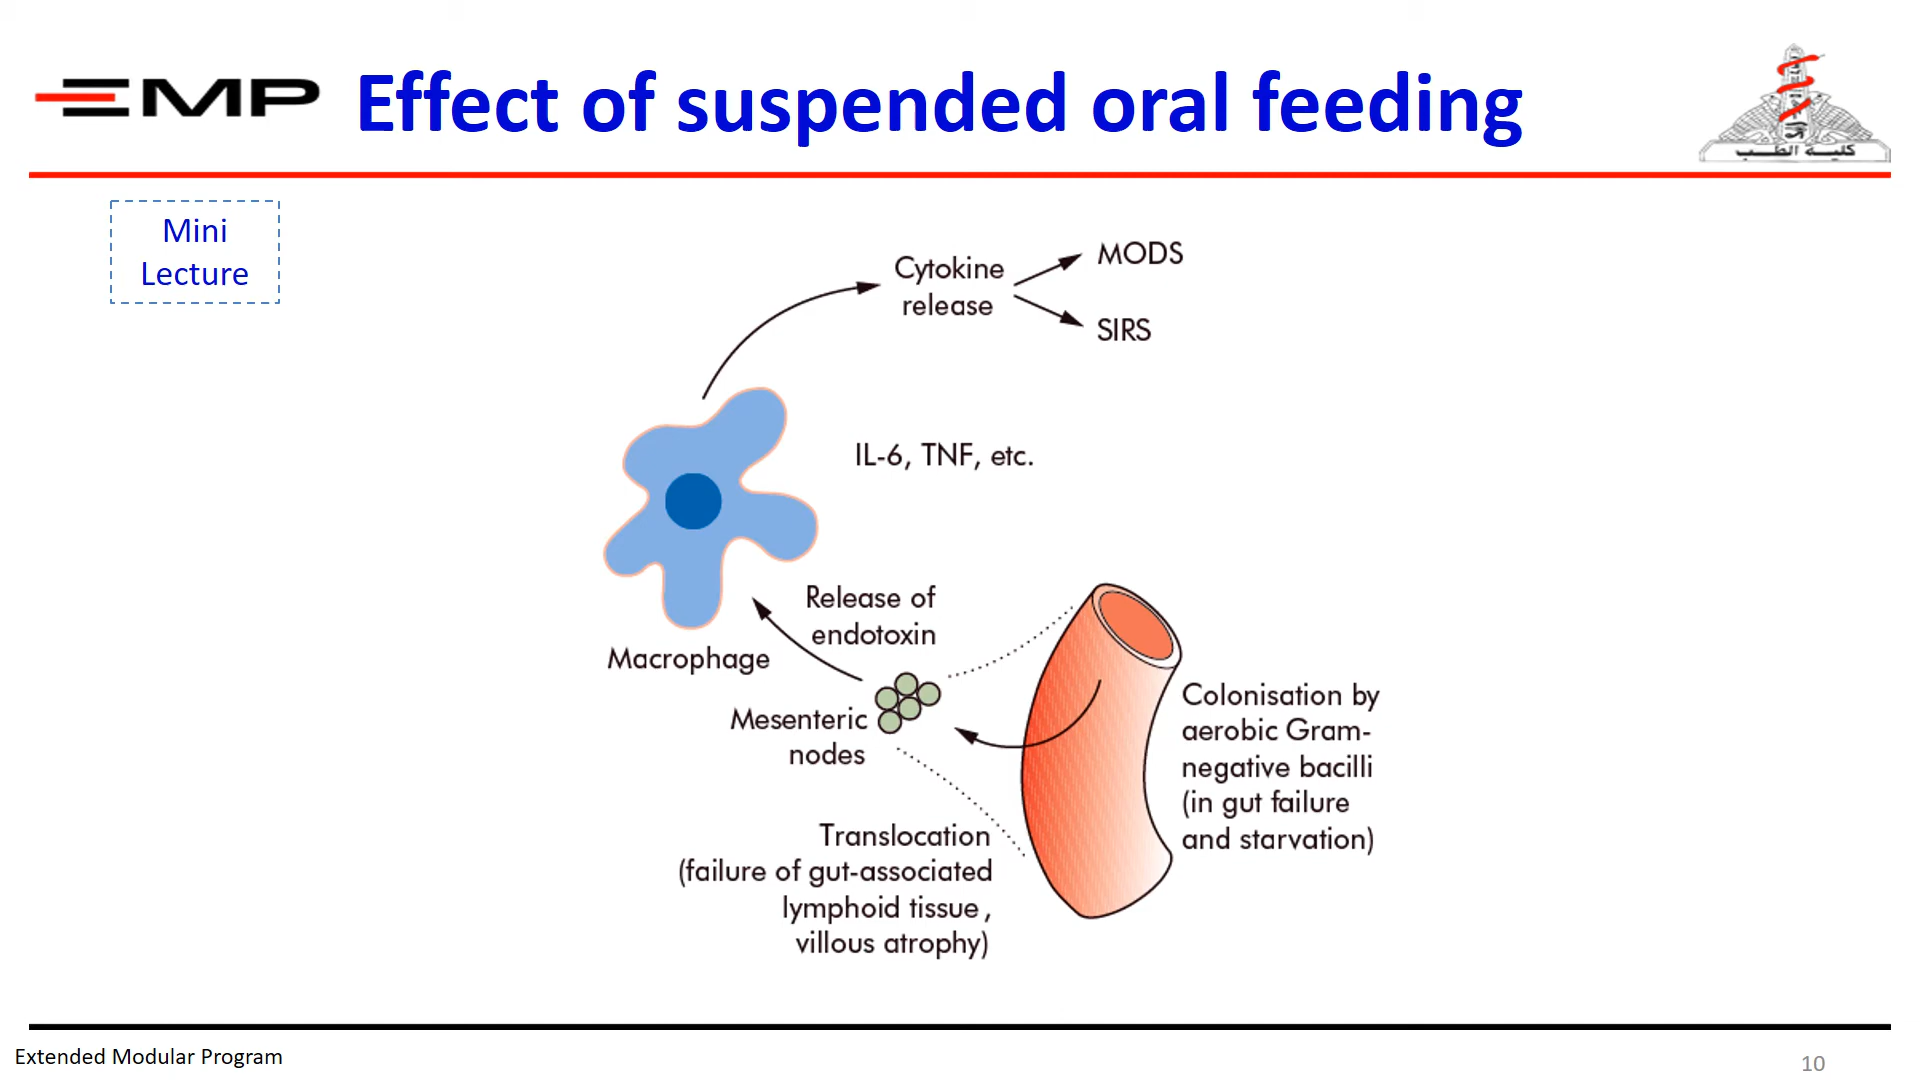 EMP
Effect of suspended oral feeding
كلية الطب
Mini
Lecture
Cytokine
release
MODS
SIRS
IL-6, TNF, etc.
Release of
endotoxin
Macrophage
Mesenteric
nodes
Colonisation by
aerobic Gram-
negative bacilli
(in gut failure
and starvation)
Translocation
(failure of gut-associated
lymphoid tissue,
villous atrophy)
Extended Modular Program
10